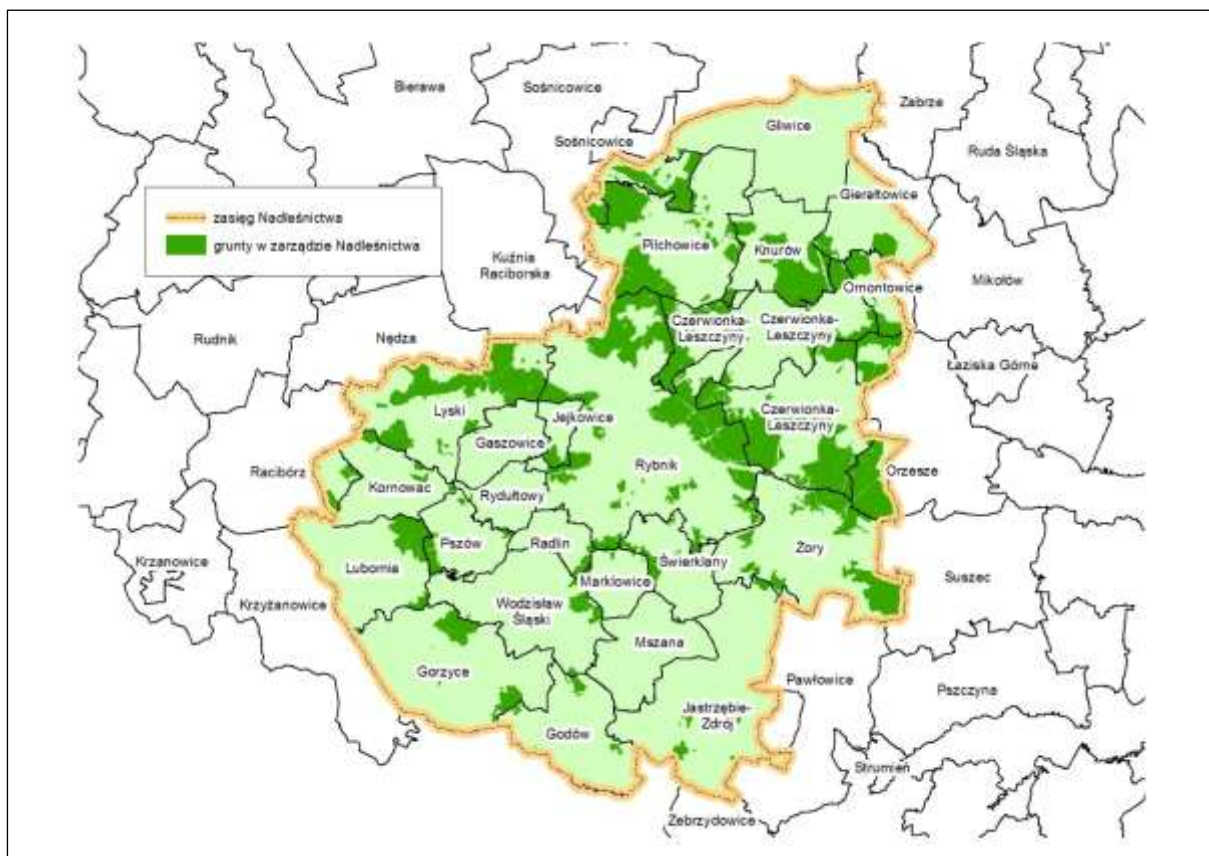 Bierawa
Sośnicowice
Zabrze
Gliwice
Sośnicowice
Ruda Śląska
Gierałtowice
zasięg Nadleśnictwa
grunty w zarządzie Nadleśnictwa
Pilchowice
Knurów
Kuźnia
Raciborska
Ornontowice
Mikołów
Czerwionka-
Leszczyny
Czerwionka-
Leszczyny
Rudnik
Nędza
Łaziska Górne
Lyski
Jejkowice
Czerwionka-
Leszczyny
Gaszowice
Racibórz
Rybnik
Orzesze
Kornowac
Rydułtowy
Pszów
Radlin
Żory
Krzanowice
Lubomia
Świerklany
Marklowice
Suszec
Krzyżanowice
Wodzisław
Śląski
Mszana
Gorzyce
Pawłowice
Pszczyna
Jastrzębie-
Zdrój
Godów
Strumień
Zebrzydowice